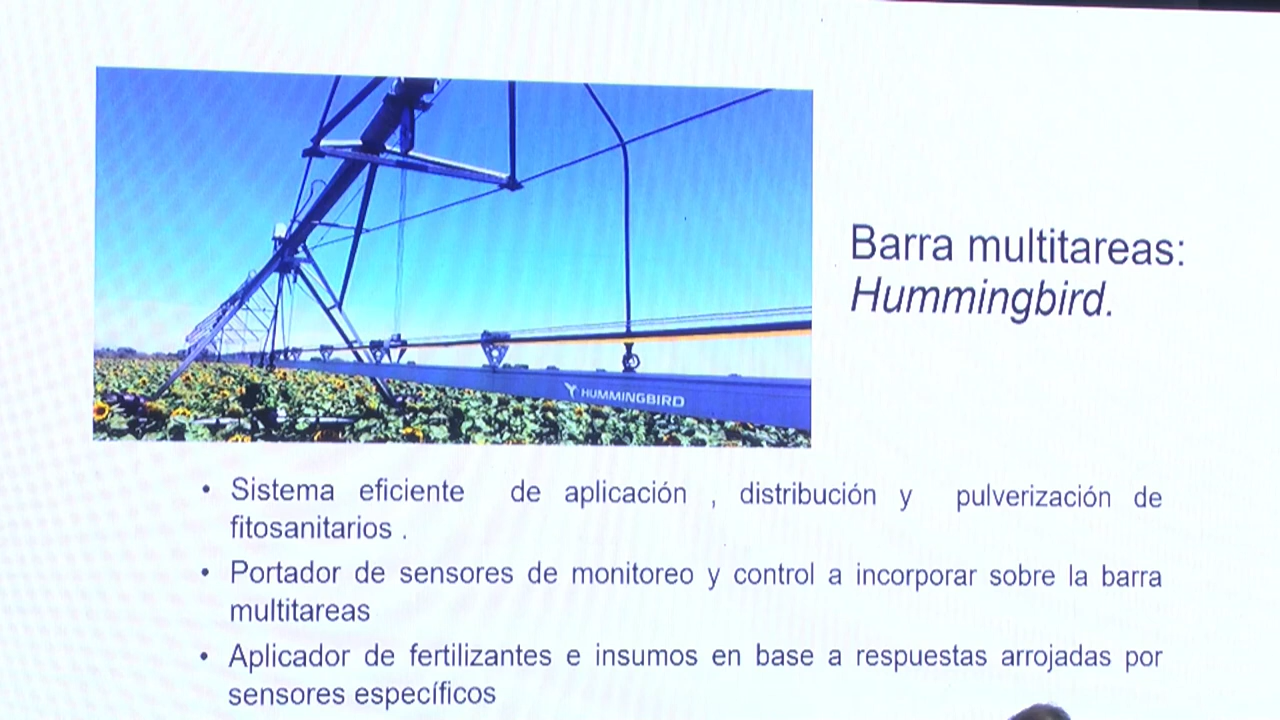 Barra multitareas:
Hummingbird.
HUMMINGBIRD
• Sistema eficiente de aplicación , distribución y pulverización de
fitosanitarios .
• Portador de sensores de monitoreo y control a incorporar sobre la barra
multitareas
• Aplicador de fertilizantes e insumos en base a respuestas arrojadas por
sensores específicos